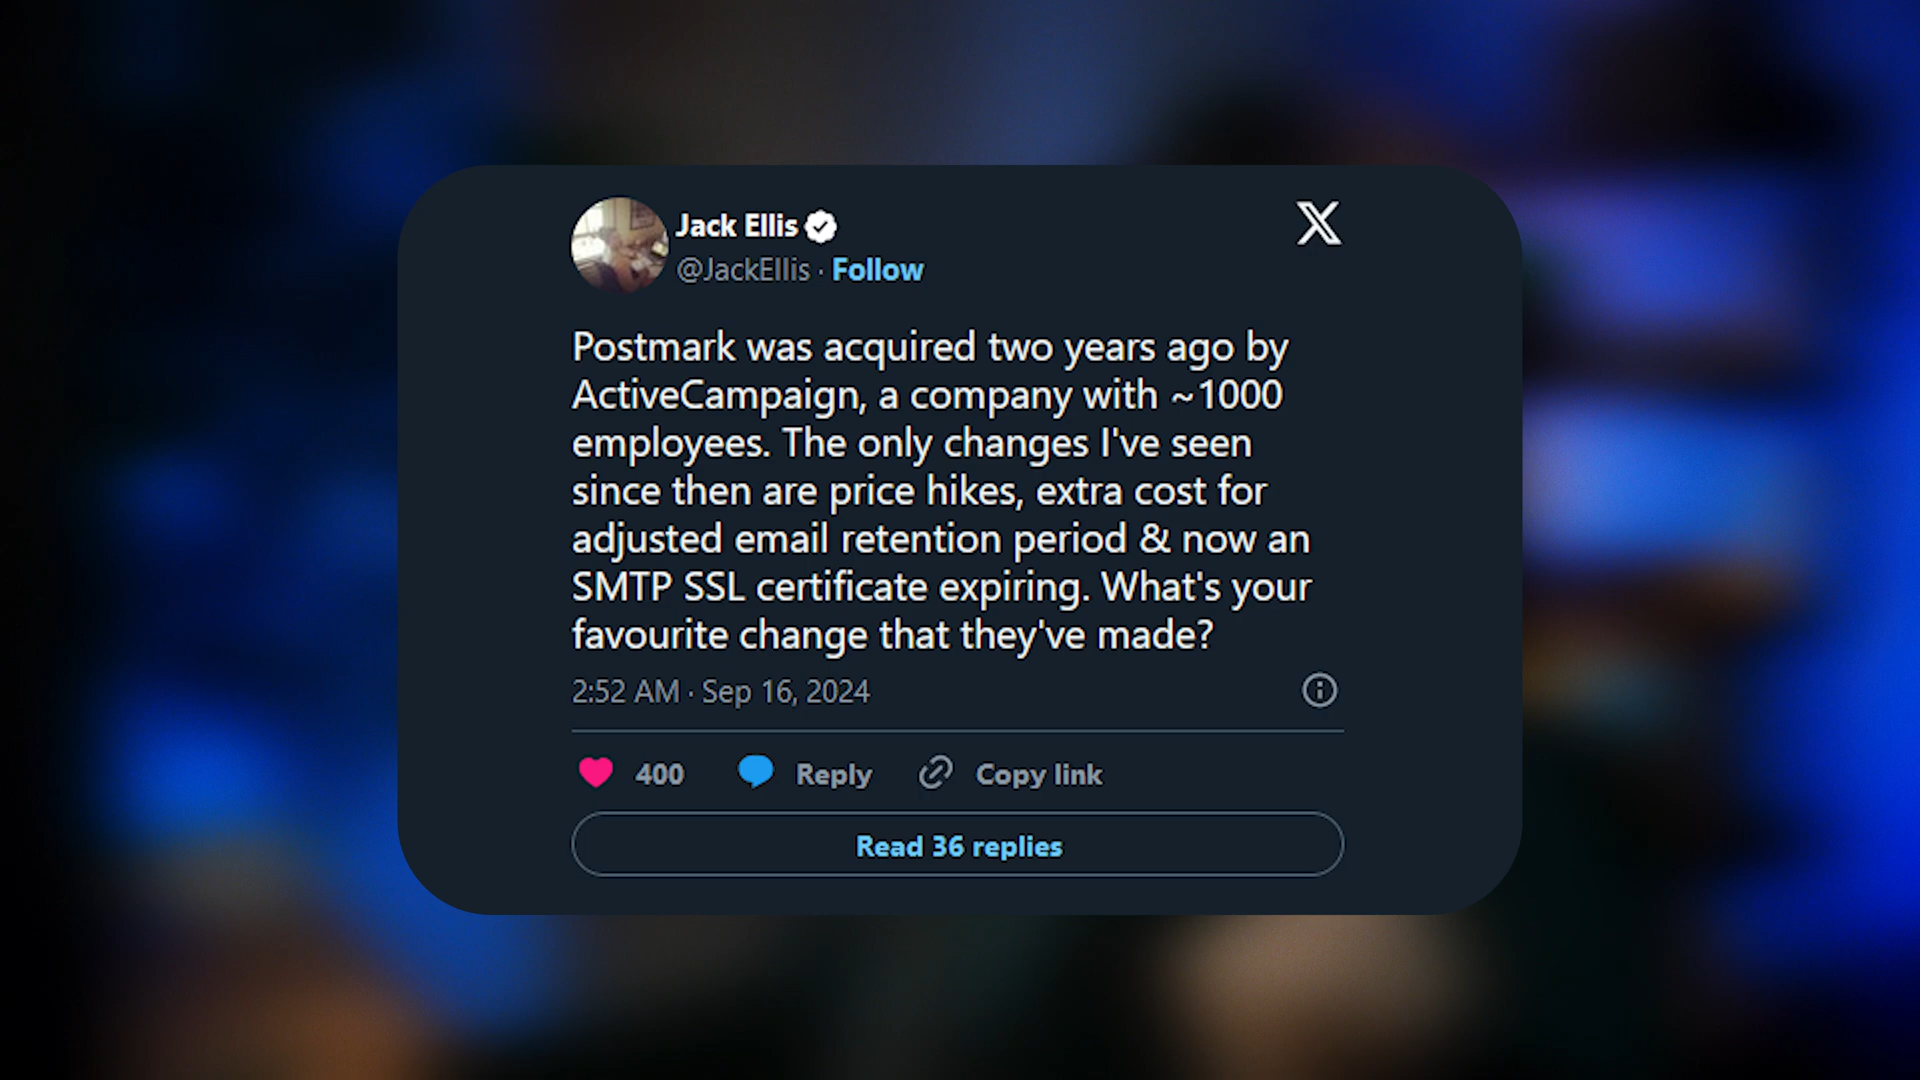 Jack Ellis
@JackEllis · Follow
Postmark was acquired two years ago by
ActiveCampaign, a company with ~1000
employees. The only changes I've seen
since then are price hikes, extra cost for
adjusted email retention period & now an
SMTP SSL certificate expiring. What's your
favourite change that they've made?
2:52 AM · Sep 16, 2024
400 Reply Copy link
Read 36 replies